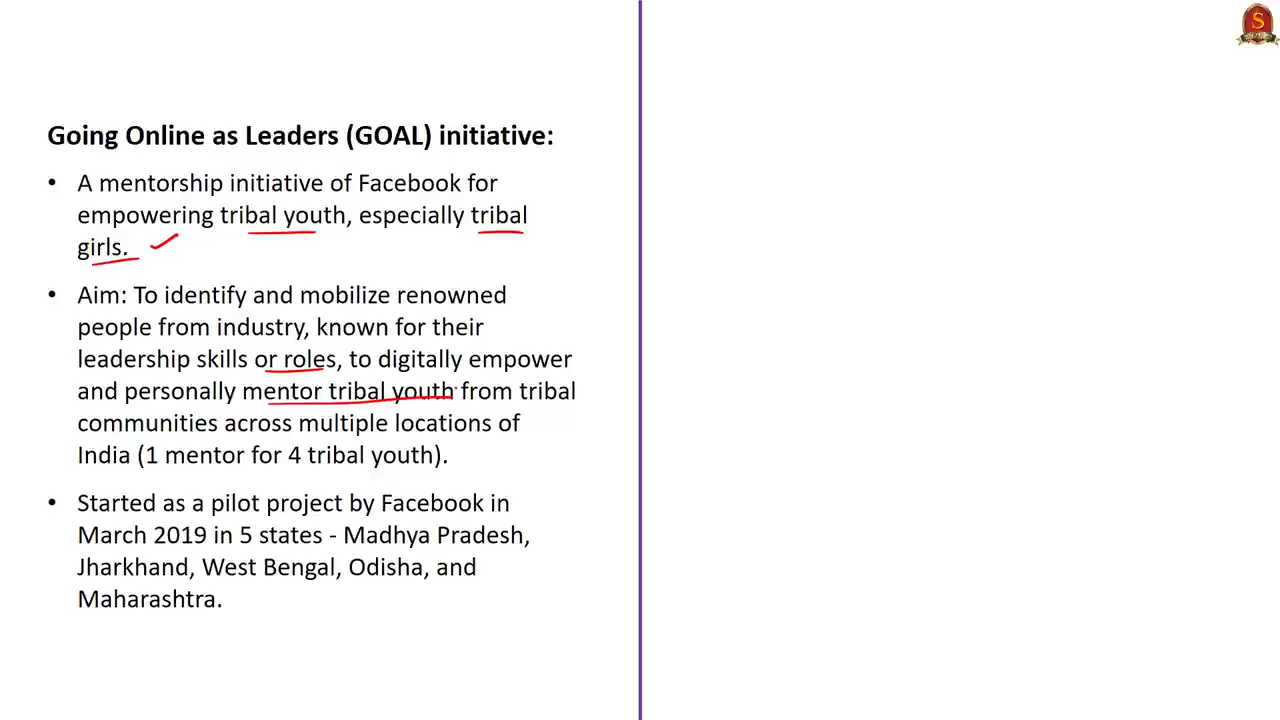 Going Online as Leaders (GOAL) initiative:
• A mentorship initiative of Facebook for
empowering tribal youth, especially tribal
girls.
• Aim: To identify and mobilize renowned
people from industry, known for their
leadership skills or roles, to digitally empower
and personally mentor tribal youth from tribal
communities across multiple locations of
India (1 mentor for 4 tribal youth).
• Started as a pilot project by Facebook in
March 2019 in 5 states - Madhya Pradesh,
Jharkhand, West Bengal, Odisha, and
Maharashtra.
S